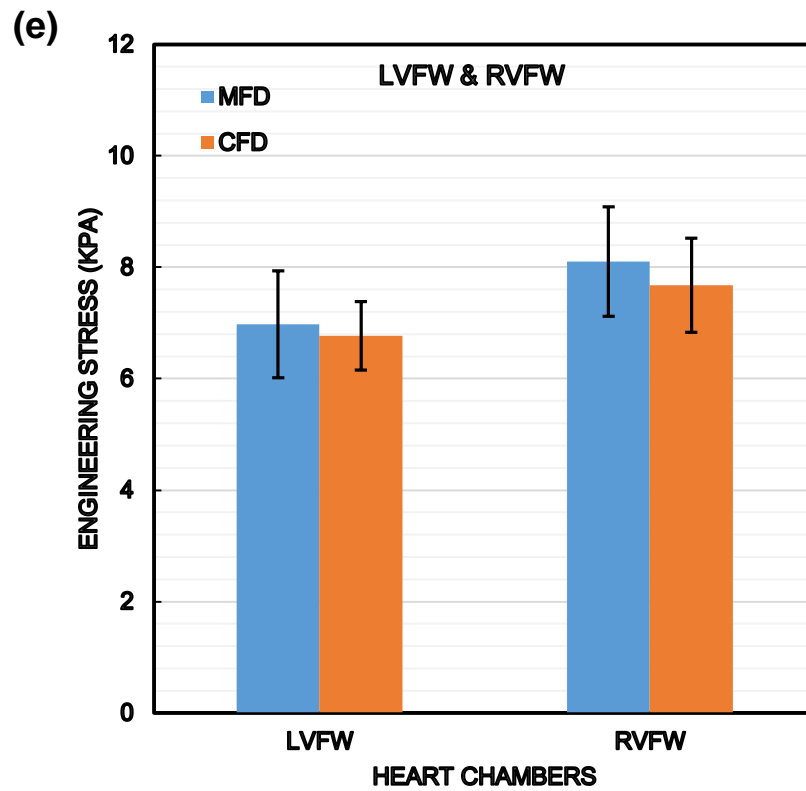 (e)
LVFW & RVFW
MFD
CFD
ENGINEERING STRESS (KPA)
12
10
8
6
4
2
0
LVFW RVFW
HEART CHAMBERS